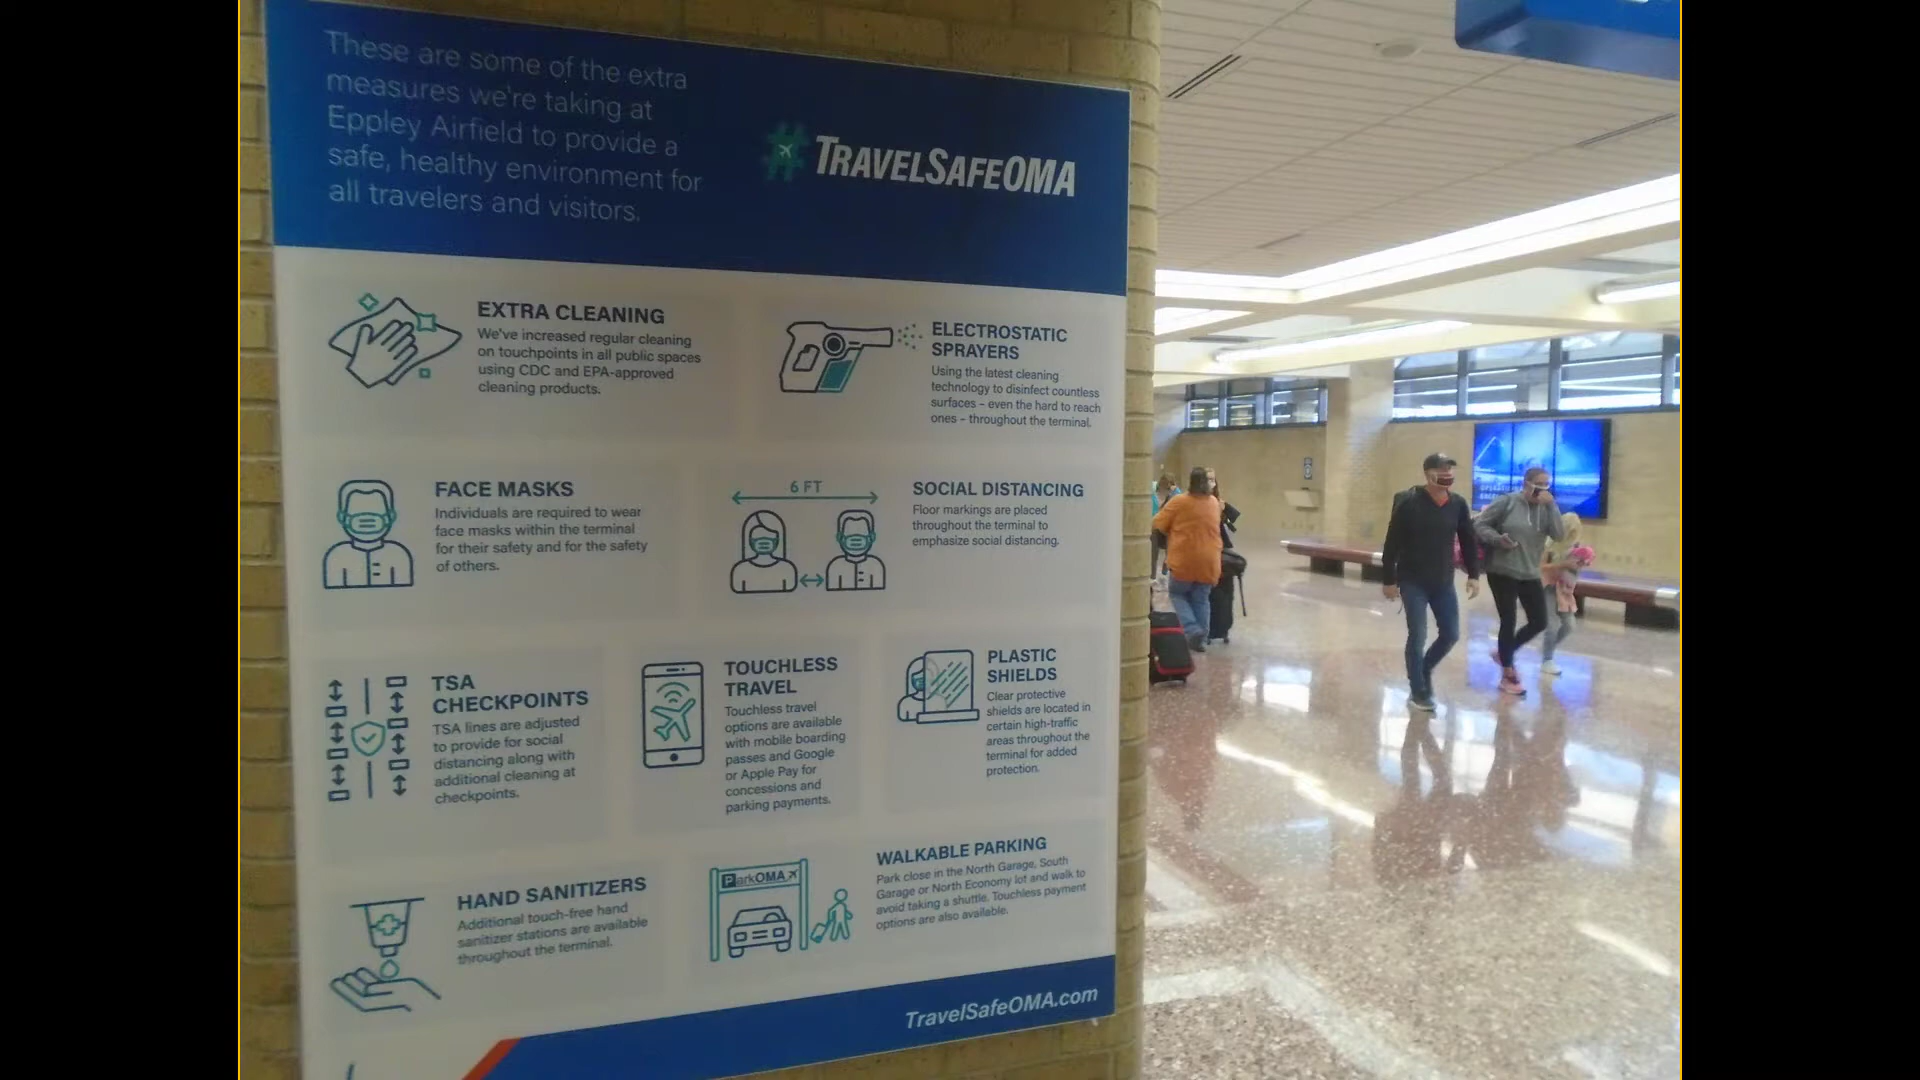 These are some of the extra
measures we're taking at
Eppley Airfield to provide a
safe, healthy environment for
all travelers and visitors.
#TRAVELSAFEOMA
EXTRA CLEANING
We've increased regular cleaning
on touchpoints in all public spaces
using CDC and EPA-approved
cleaning products.
ELECTROSTATIC
SPRAYERS
Using the latest cleaning
technology to disinfect countless
surfaces – even the hard to reach
ones – throughout the terminal.
FACE MASKS
Individuals are required to wear
face masks within the terminal
for their safety and for the safety
of others.
6 FT
SOCIAL DISTANCING
Floor markings are placed
throughout the terminal to
emphasize social distancing.
TSA
CHECKPOINTS
TSA lines are adjusted
to provide for social
distancing along with
additional cleaning at
checkpoints.
TOUCHLESS
TRAVEL
Touchless travel
options are available
with mobile boarding
passes and Google
or Apple Pay for
concessions and
parking payments.
PLASTIC
SHIELDS
Clear protective
shields are located in
certain high-traffic
areas throughout the
terminal for added
protection.
HAND SANITIZERS
Additional touch-free hand
sanitizer stations are available
throughout the terminal.
ParkOMA
WALKABLE PARKING
Park close in the North Garage, South
Garage or North Economy lot and walk to
avoid taking a shuttle. Touchless payment
options are also available.
TravelSafeOMA.com